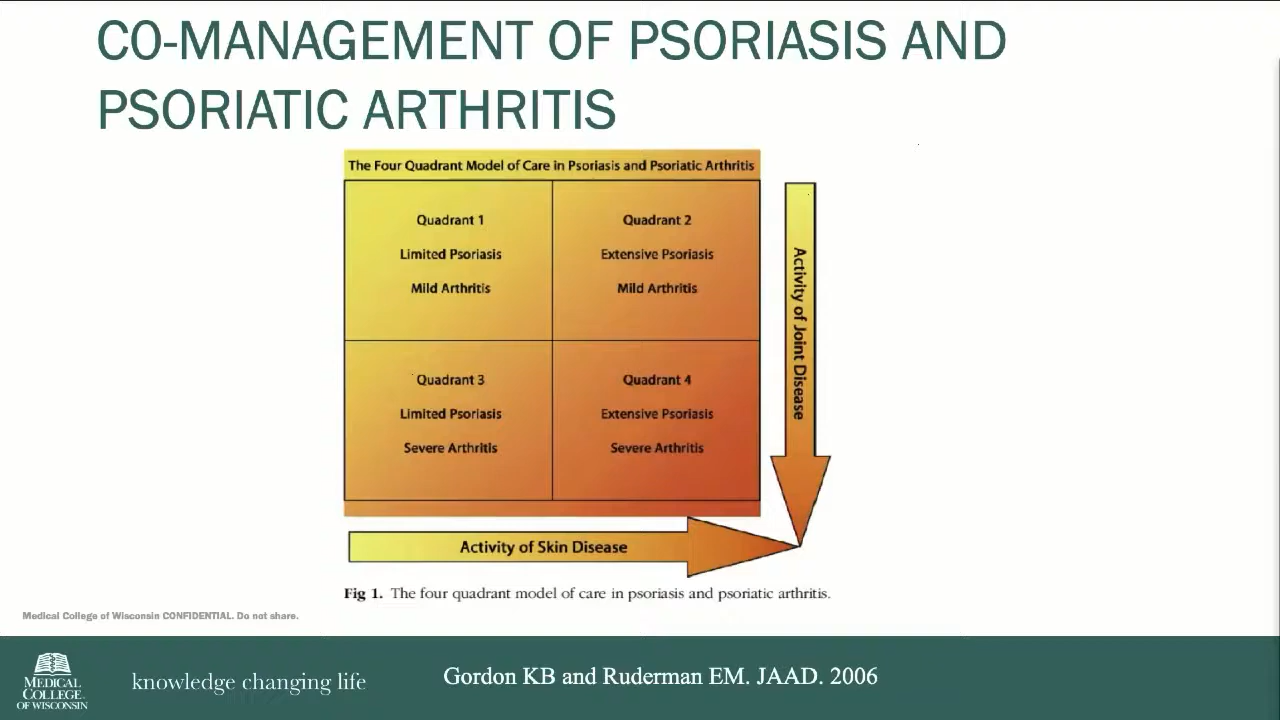 CO-MANAGEMENT OF PSORIASIS AND
PSORIATIC ARTHRITIS
The Four Quadrant Model of Care in Psoriasis and Psoriatic Arthritis
Quadrant 1
Limited Psoriasis
Mild Arthritis
Quadrant 2
Extensive Psoriasis
Mild Arthritis
Quadrant 3
Limited Psoriasis
Severe Arthritis
Quadrant 4
Extensive Psoriasis
Severe Arthritis
Activity of Joint Disease
Activity of Skin Disease
Fig 1. The four quadrant model of care in psoriasis and psoriatic arthritis.
Medical College of Wisconsin CONFIDENTIAL. Do not share.
MEDICAL
COLLEGE
OF WISCONSIN
knowledge changing life
Gordon KB and Ruderman EM. JAAD. 2006